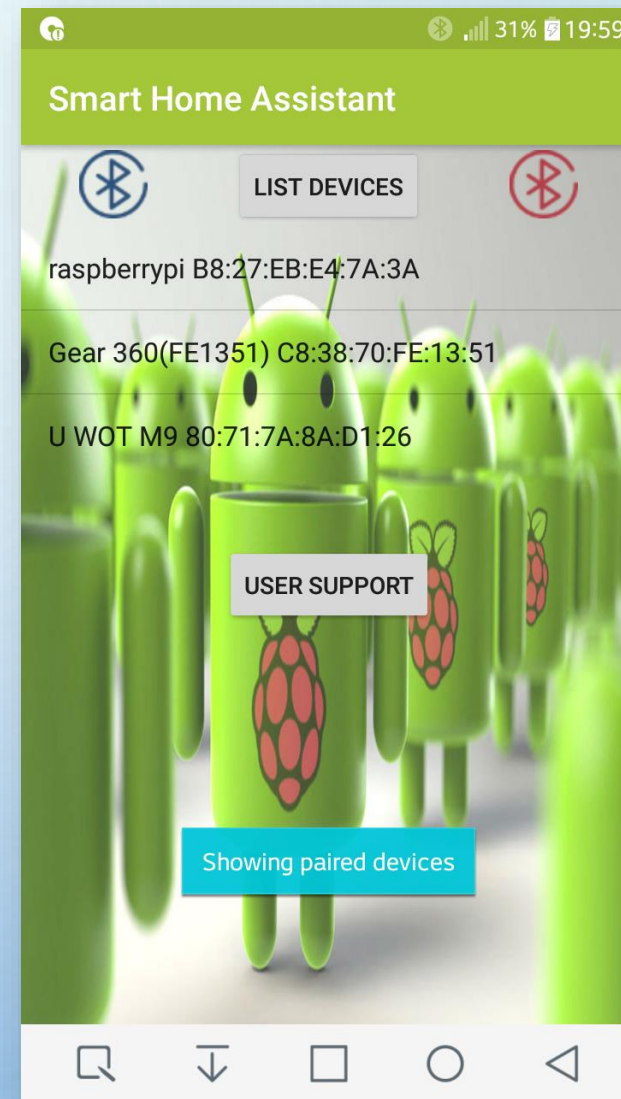 31% 19:59
Smart Home Assistant
LIST DEVICES
raspberrypi B8:27:EB:E4:7A:3A
Gear 360(FE1351) C8:38:70:FE:13:51
U WOT M9 80:71:7A:8A:D1:26
USER SUPPORT
Showing paired devices